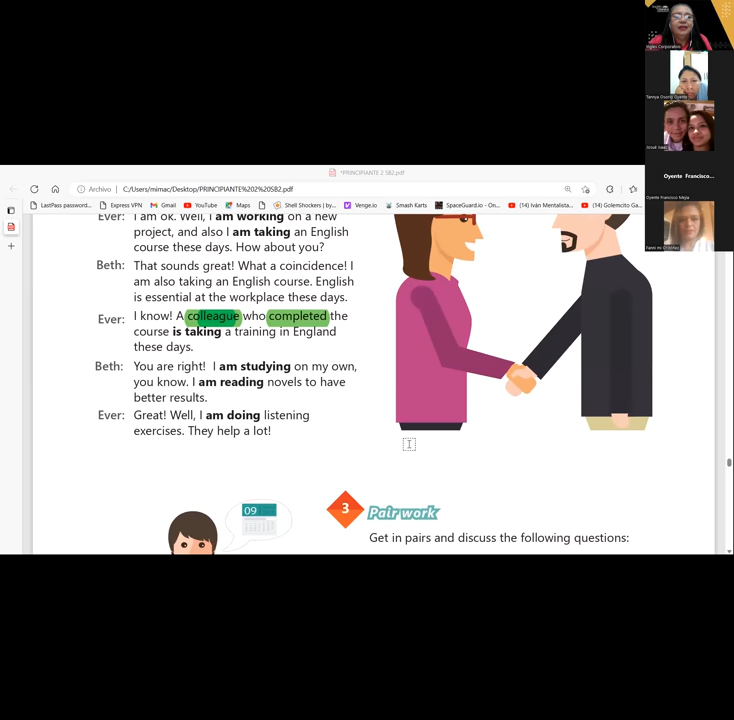 *PRINCIPIANTE 2 SB2.pdf
Archivo C:/Users/mimac/Desktop/PRINCIPIANTE%202%20SB2.pdf
LastPass password... Express VPN Gmail YouTube Maps Shell Shockers | by... Venge.io (14) Iván Mentalista... Smash Karts SpaceGuard.io - On... (14) Golemcito Ga...
Ever: I am ok. Well, I am working on a new
project, and also I am taking an English
course these days. How about you?
Beth: That sounds great! What a coincidence! I
am also taking an English course. English
is essential at the workplace these days.
Ever: I know! A colleague who completed the
course is taking a training in England
these days.
Beth: You are right! I am studying on my own,
you know. I am reading novels to have
better results.
Ever: Great! Well, I am doing listening
exercises. They help a lot!
09
3 Pair work
Get in pairs and discuss the following questions:
Ingles Corporativo
Josué Isaac
Oyente Francisco...
Oyente Francisco Mejia